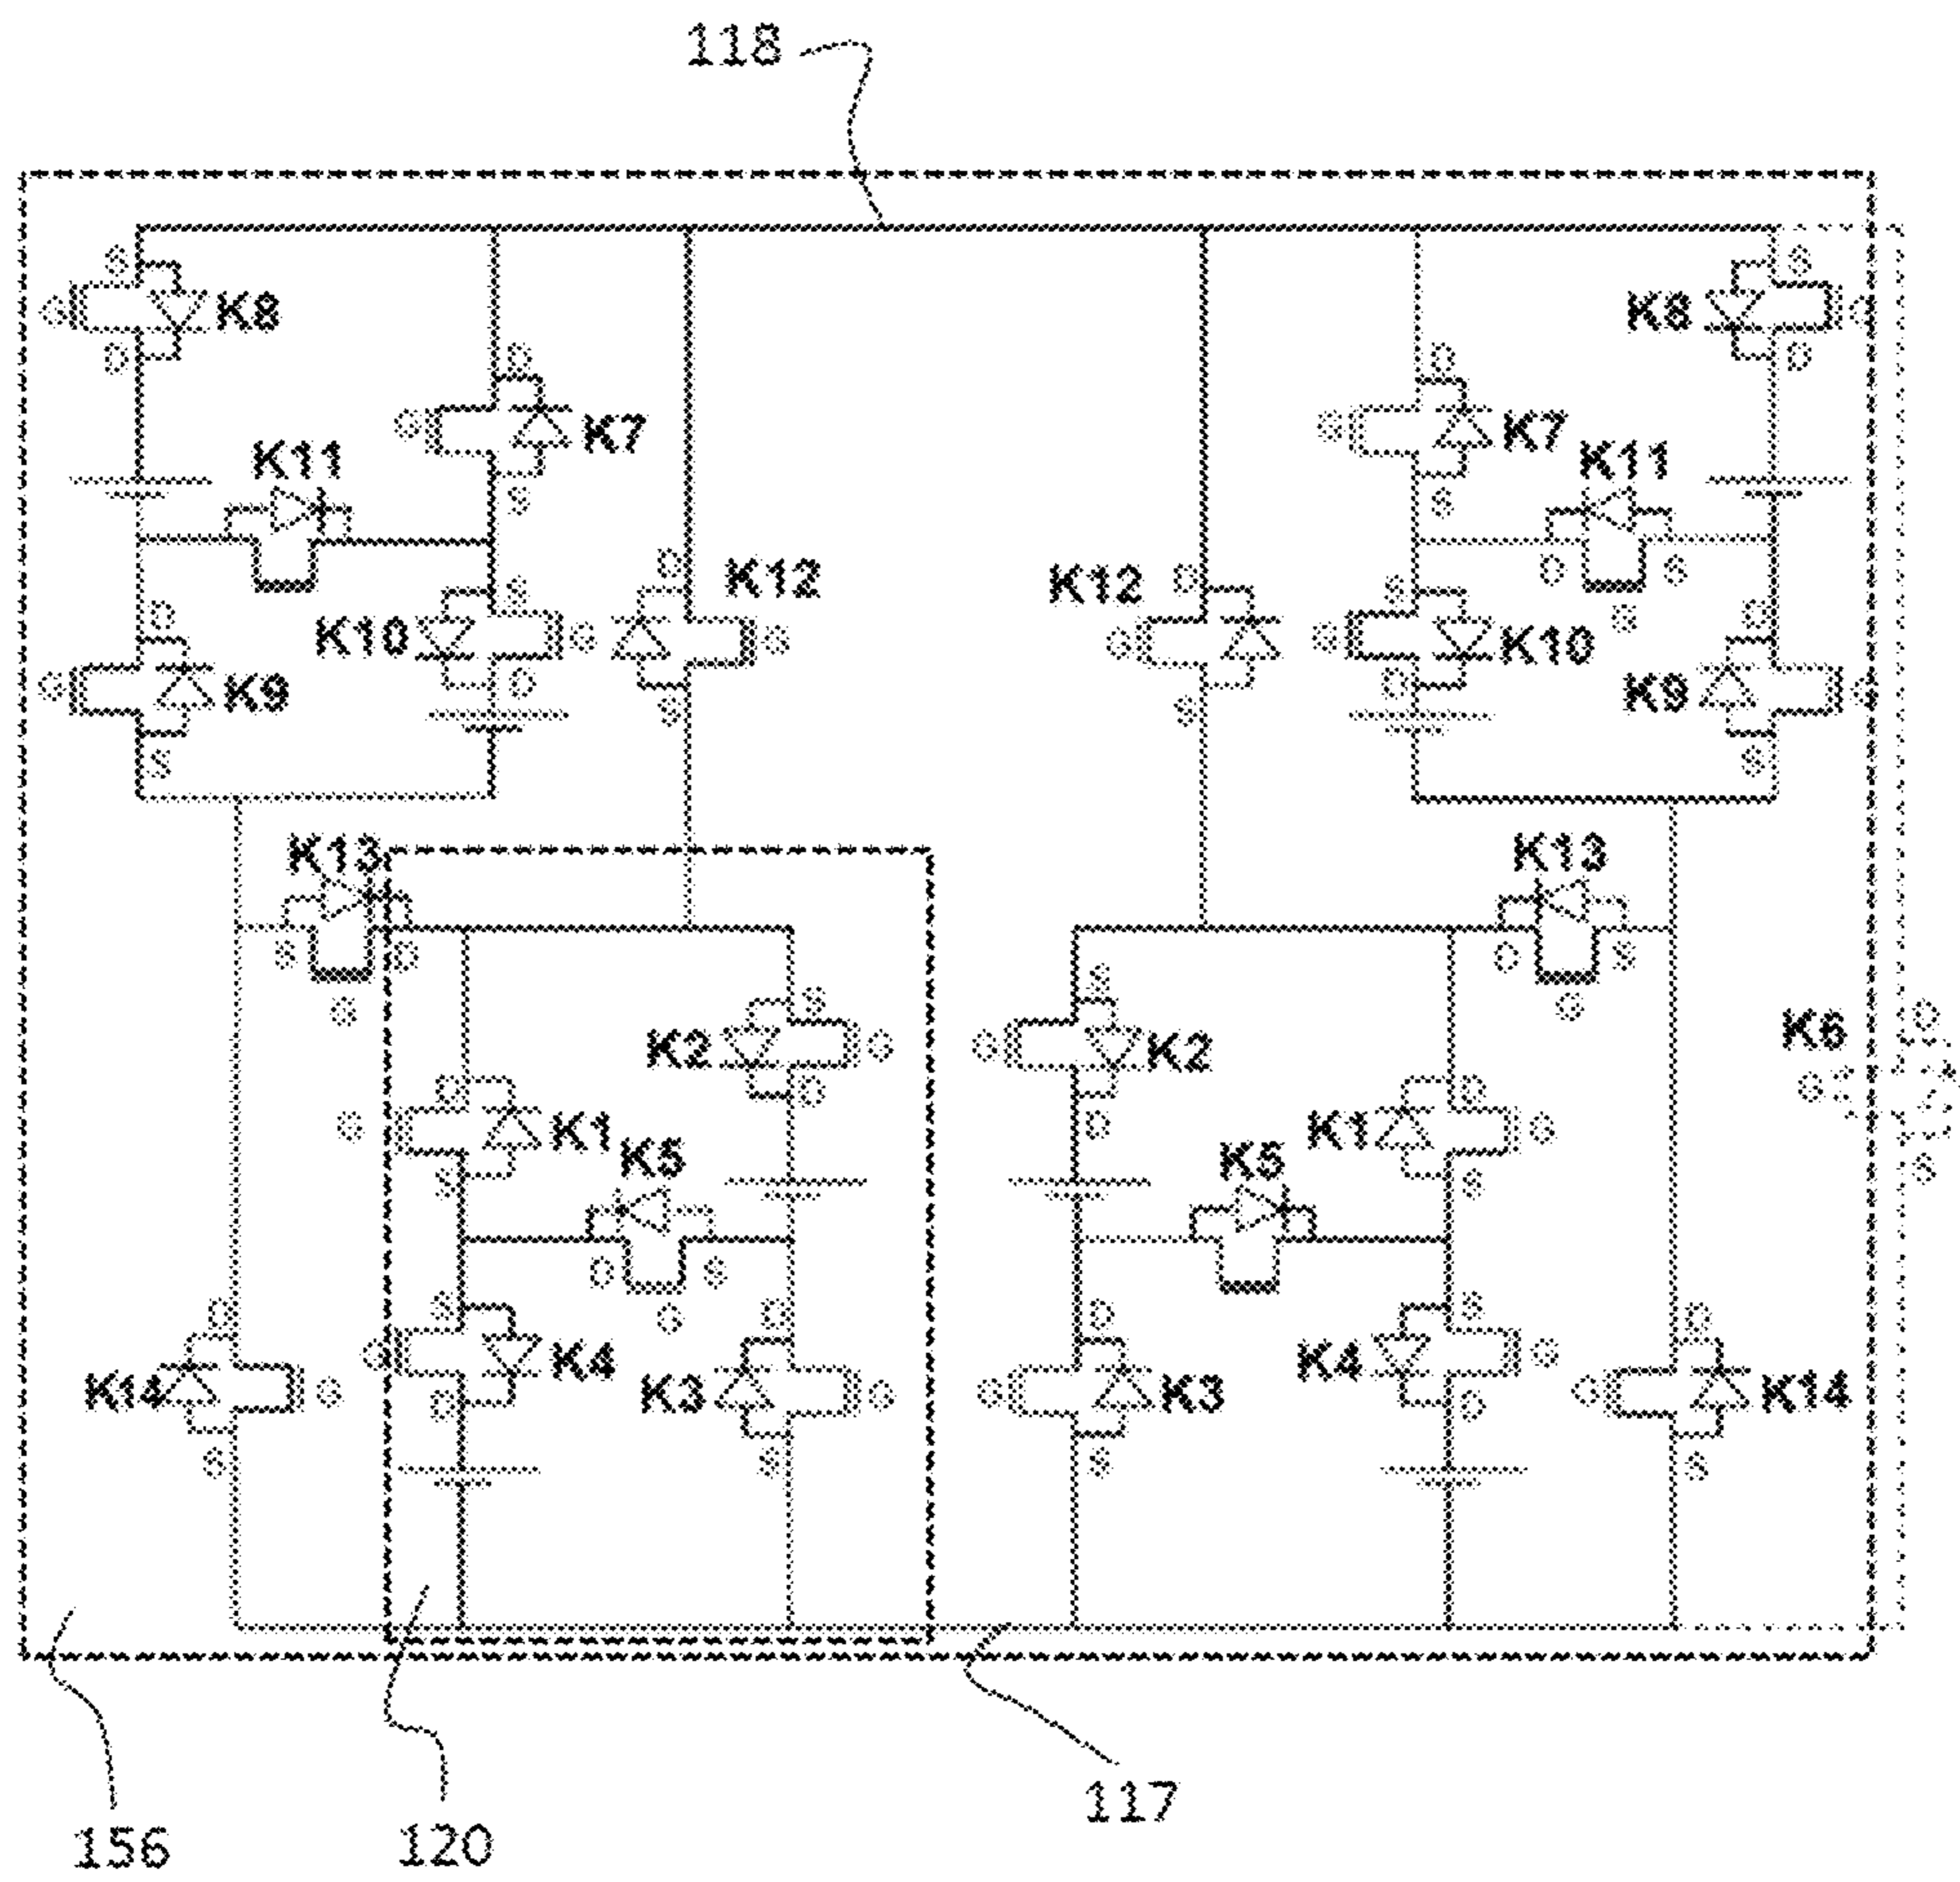 118
S S
G K8 K8 G
D D D D
G K7 G K7
K11 K11
S S
D D
K12 K12 D G S
D S S D
K10 G G G G K10
G K9 D D K9 G
S S S S
K13 K13
S D D S
G G
S S
K2 G G K2
K6 D
G
D D D D
G K1 K1 G
S K5 K5 S
S
D S
G
S D D S D D
G K4 K3 G G K3 K4 G G K14
K14 G
D D
S S S S
117
156 120